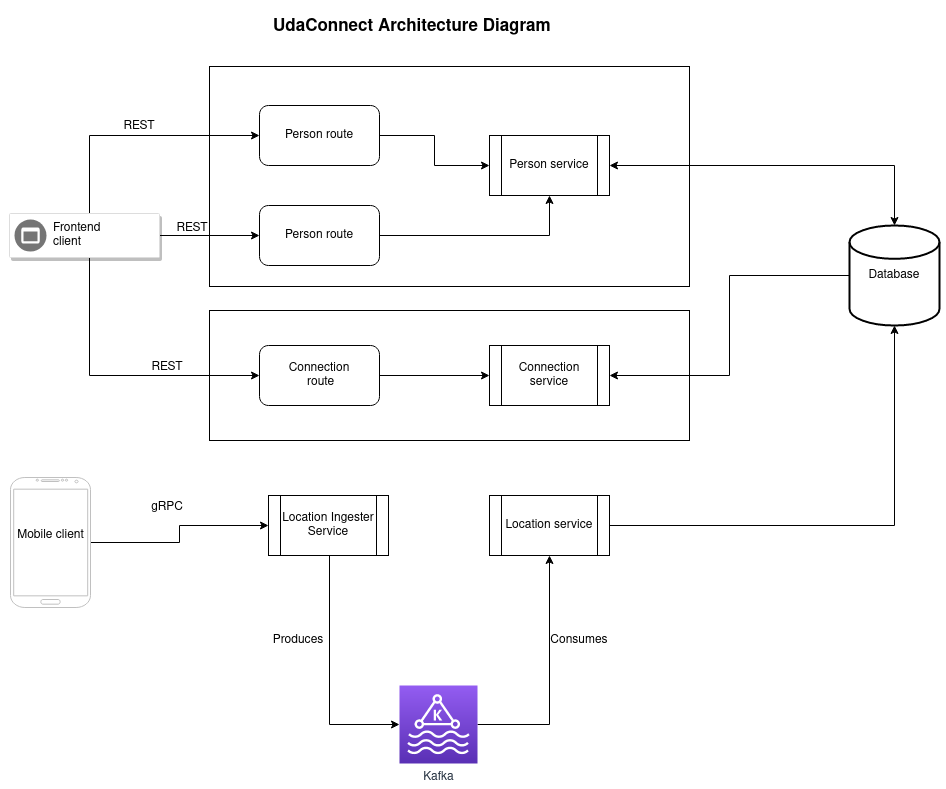 UdaConnect Architecture Diagram
REST
Person route
Person service
Frontend
client
REST
Person route
Database
REST
Connection
route
Connection
service
Mobile client
gRPC
Location Ingester
Service
Location service
Produces
Consumes
K
Kafka